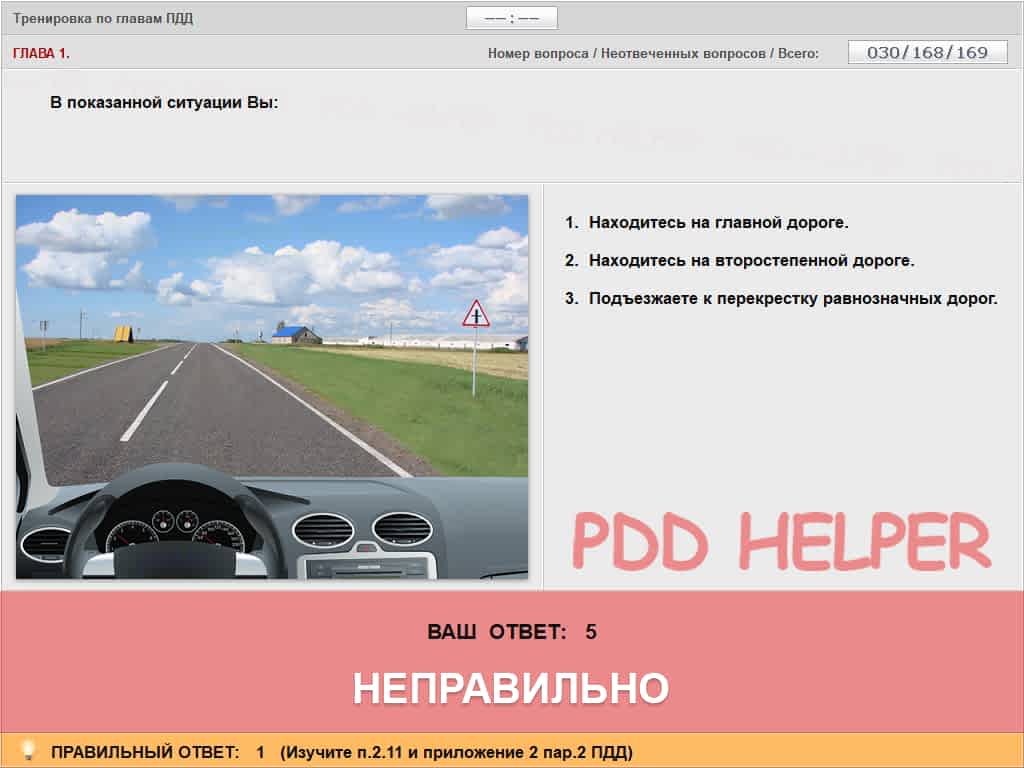 Тренировка по главам ПДД
—— : ——
ГЛАВА 1.
Номер вопроса / Неотвеченных вопросов / Всего: 030/168/169
В показанной ситуации Вы:
1. Находитесь на главной дороге.
2. Находитесь на второстепенной дороге.
3. Подъезжаете к перекрестку равнозначных дорог.
PDD HELPER
ВАШ ОТВЕТ: 5
НЕПРАВИЛЬНО
ПРАВИЛЬНЫЙ ОТВЕТ: 1 (Изучите п.2.11 и приложение 2 пар.2 ПДД)